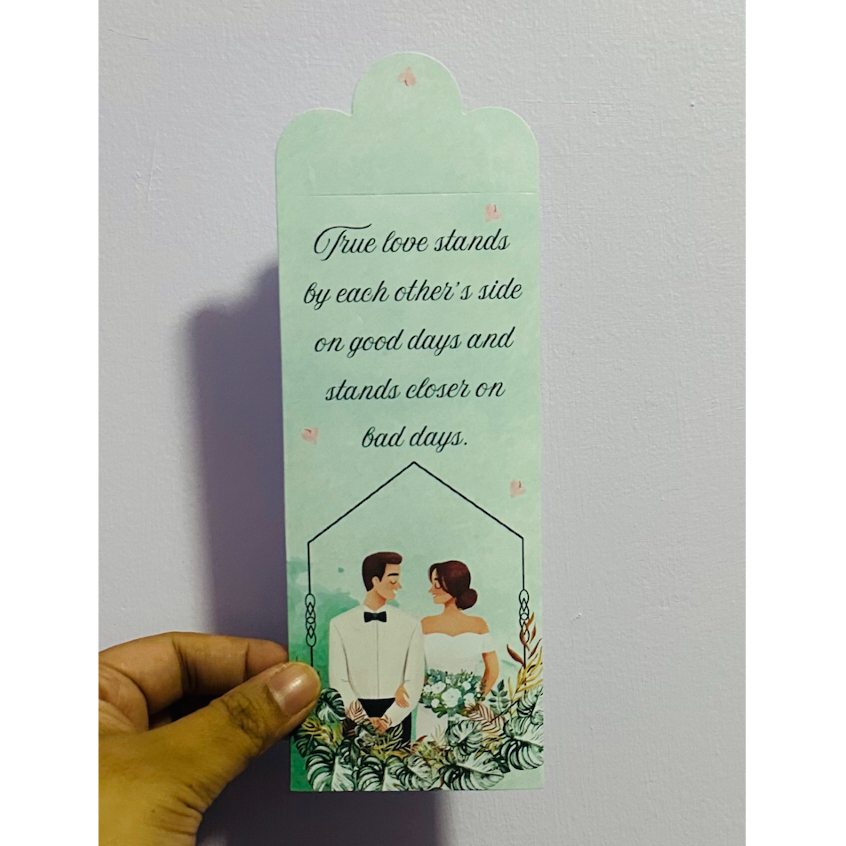 True love stands
by each other's side
on good days and
stands closer on
bad days.